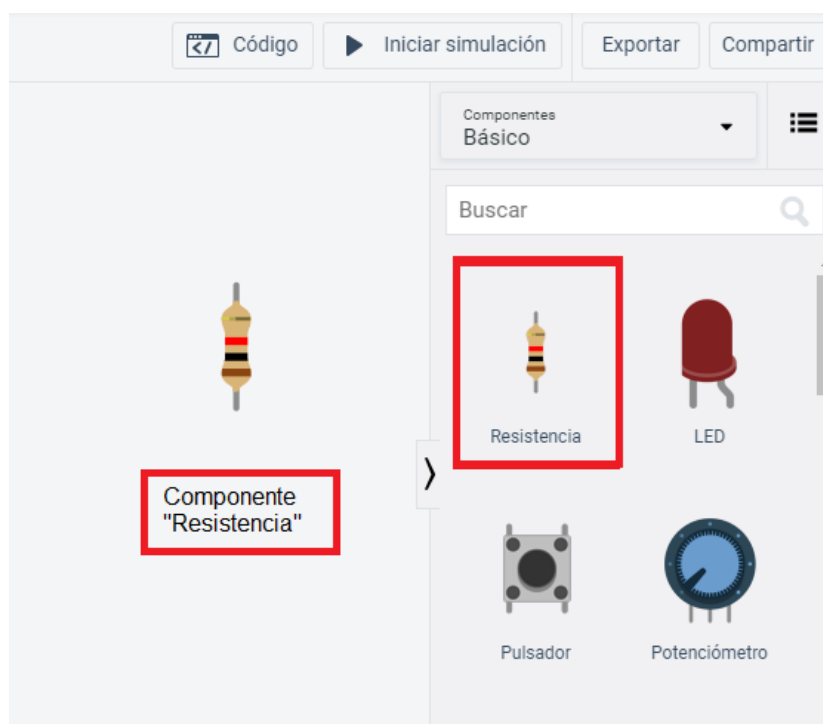 Código
Iniciar simulación
Exportar
Compartir
Componentes
Básico
Buscar
Resistencia
LED
Componente
"Resistencia"
Pulsador
Potenciómetro